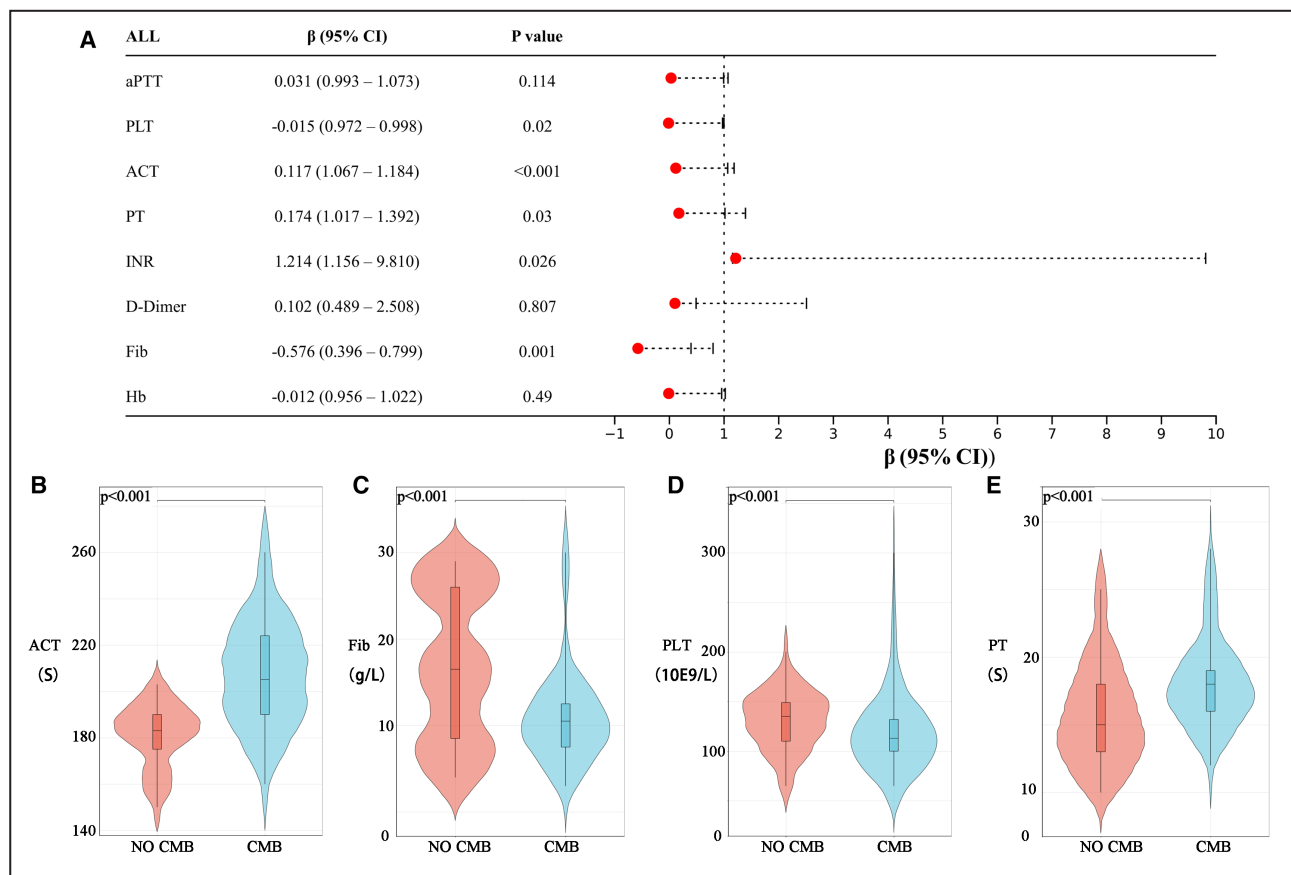 A ALL β (95% CI) P value
aPTT 0.031 (0.993 – 1.073) 0.114
PLT -0.015 (0.972 – 0.998) 0.02
ACT 0.117 (1.067 – 1.184) <0.001
PT 0.174 (1.017 – 1.392) 0.03
INR 1.214 (1.156 – 9.810) 0.026
D-Dimer 0.102 (0.489 – 2.508) 0.807
Fib -0.576 (0.396 – 0.799) 0.001
Hb -0.012 (0.956 – 1.022) 0.49
−1 0 1 2 3 4 5 6 7 8 9 10
β (95% CI))
B
p<0.001
260
220
180
140
ACT
(S)
NO CMB CMB
C
p<0.001
30
20
10
0
Fib
(g/L)
NO CMB CMB
D
p<0.001
300
200
100
0
PLT
(10E9/L)
NO CMB CMB
E
p<0.001
30
20
10
0
PT
(S)
NO CMB CMB